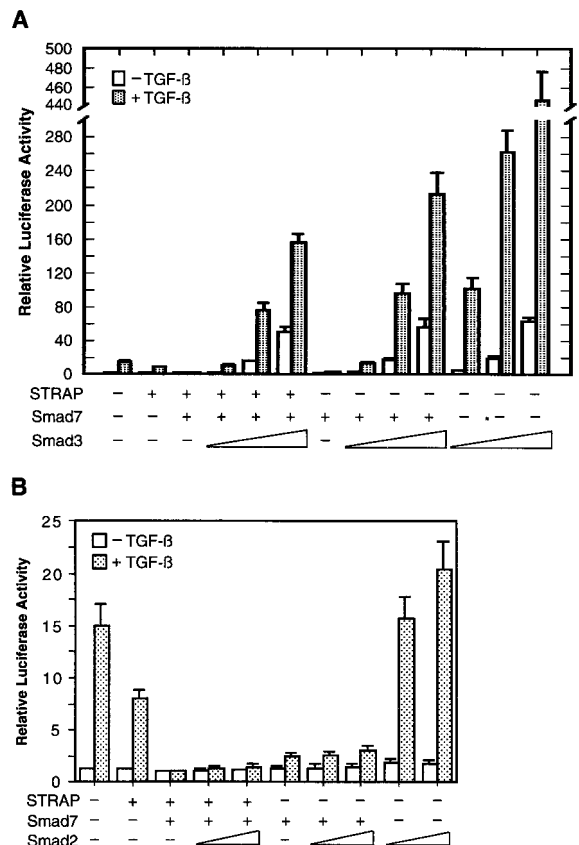 A
500
480
460
440
280
240
200
160
120
80
40
0
Relative Luciferase Activity
−TGF-ß
+ TGF-ß
STRAP − + + + + + − − − − − − −
Smad7 − − + + + + + + + + − − −
Smad3 − − − −
B
25
20
15
10
5
0
Relative Luciferase Activity
− TGF-ß
+ TGF-ß
STRAP − + + + + − − − − −
Smad7 − − + + + + + + − −
Smad2 − − − −